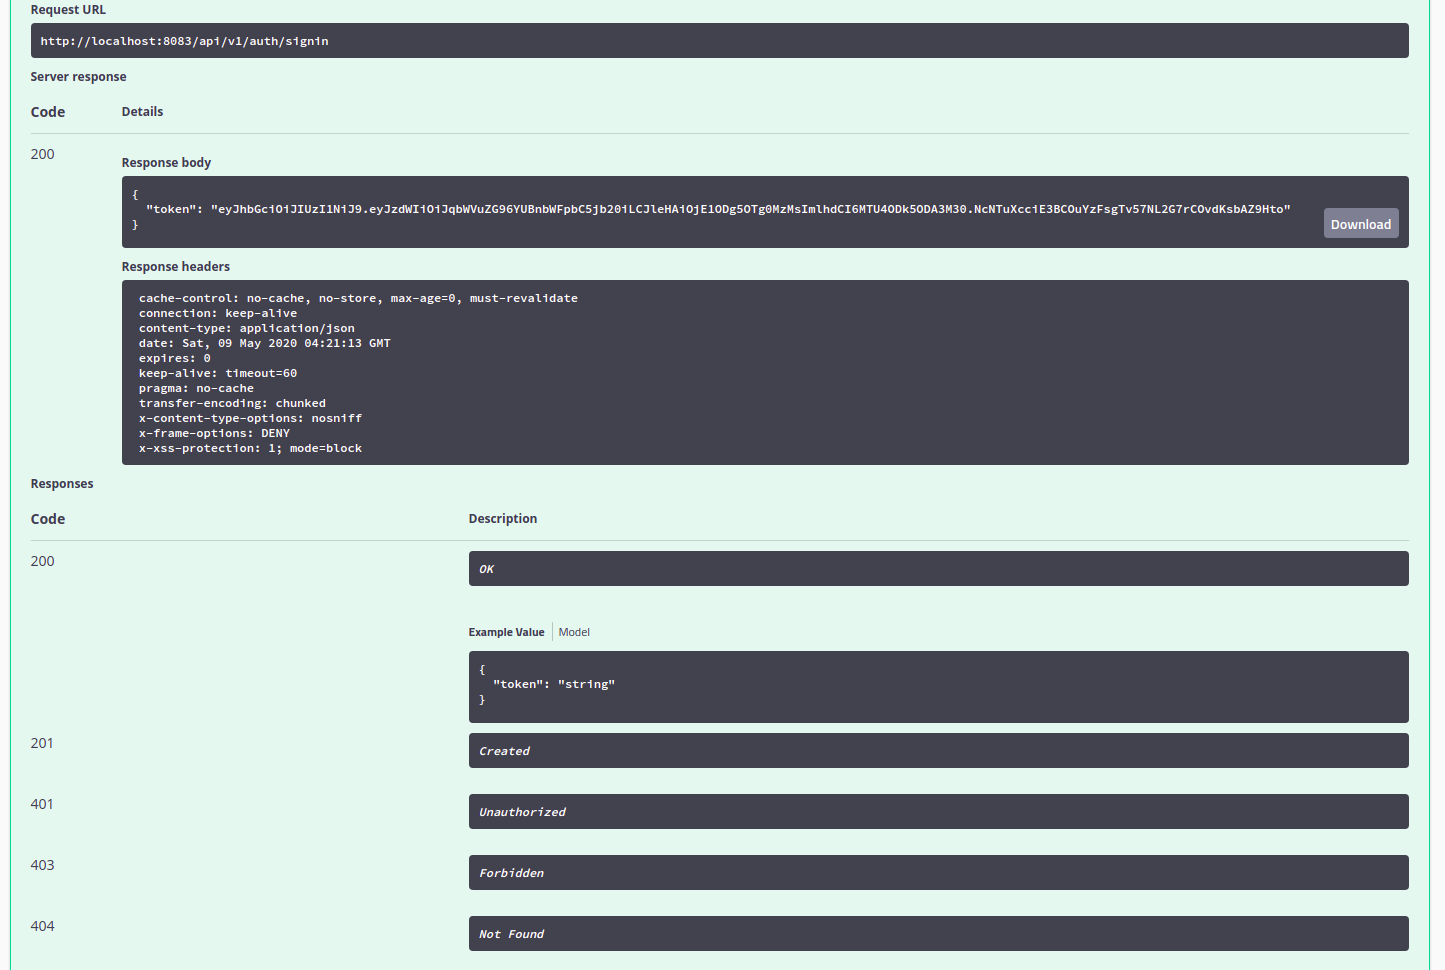 Request URL
http://localhost:8083/api/v1/auth/signin
Server response
Code Details
200
Response body
{
"token": "eyJhbGciOiJIUzI1NiJ9.eyJzdWIiOiJqbWVuZG96YUBnbWFpbC5jb20iLCJleHAiOjE1ODg5OTg0MzMsImlhdCI6MTU4ODk5ODA3M30.NcNTuXcciE3BCOuYzFsgTv57NL2G7rCOvdKsbAZ9Hto"
}
Download
Response headers
cache-control: no-cache, no-store, max-age=0, must-revalidate
connection: keep-alive
content-type: application/json
date: Sat, 09 May 2020 04:21:13 GMT
expires: 0
keep-alive: timeout=60
pragma: no-cache
transfer-encoding: chunked
x-content-type-options: nosniff
x-frame-options: DENY
x-xss-protection: 1; mode=block
Responses
Code Description
200
OK
Example Value Model
{
"token": "string"
}
201
Created
401
Unauthorized
403
Forbidden
404
Not Found